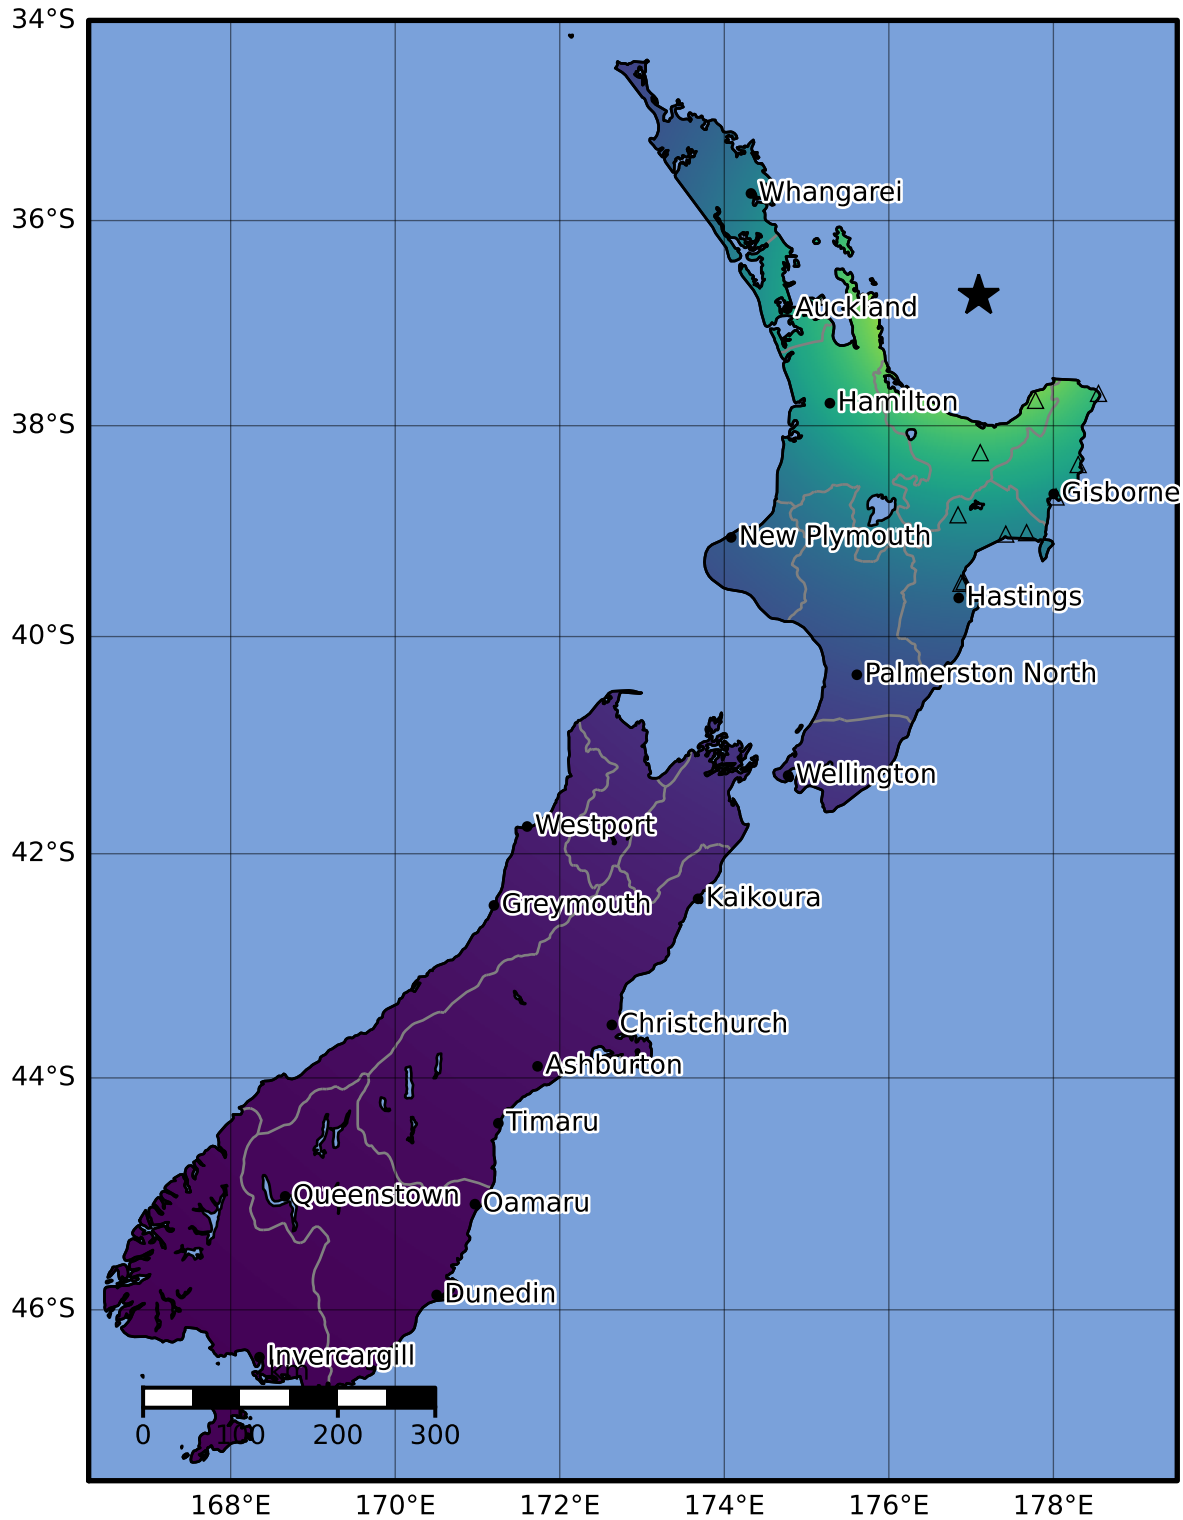 34°S
Whangarei
36°S
Auckland
Hamilton
38°S
Gisborne
New Plymouth
Hastings
40°S
Palmerston North
Wellington
Westport
42°S
Kaikoura
Greymouth
Christchurch
Ashburton
44°S
Timaru
Queenstown
Oamaru
Dunedin
46°S
Invercargill
0 100 200 300
168°E 170°E 172°E 174°E 176°E 178°E